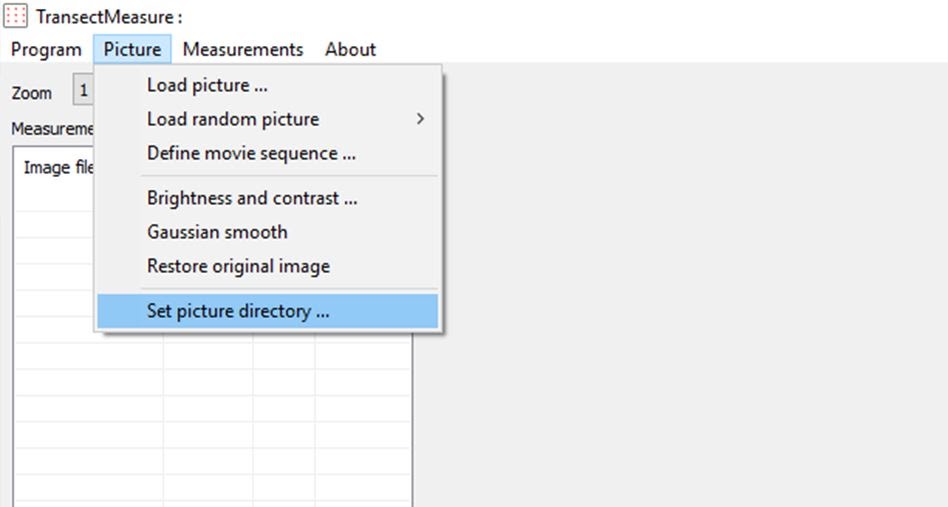 TransectMeasure :
Program Picture Measurements About
Zoom 1
Load picture ...
Load random picture
Measureme
Define movie sequence ...
Image file
Brightness and contrast ...
Gaussian smooth
Restore original image
Set picture directory ...